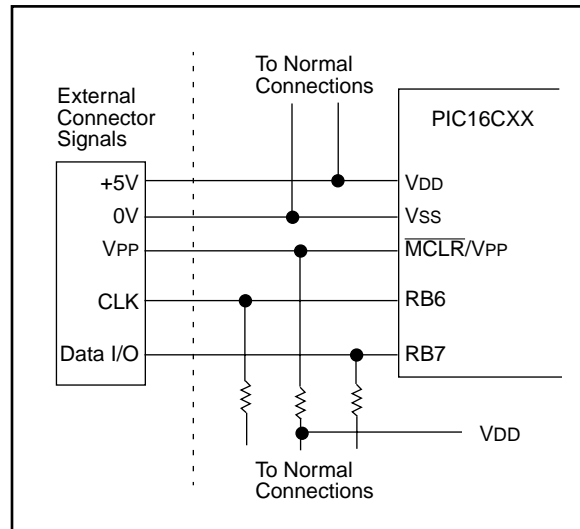 To Normal
Connections
External
Connector
Signals
PIC16CXX
+5V
VDD
0V
VSS
VPP
MCLR/VPP
CLK
RB6
Data I/O
RB7
VDD
To Normal
Connections